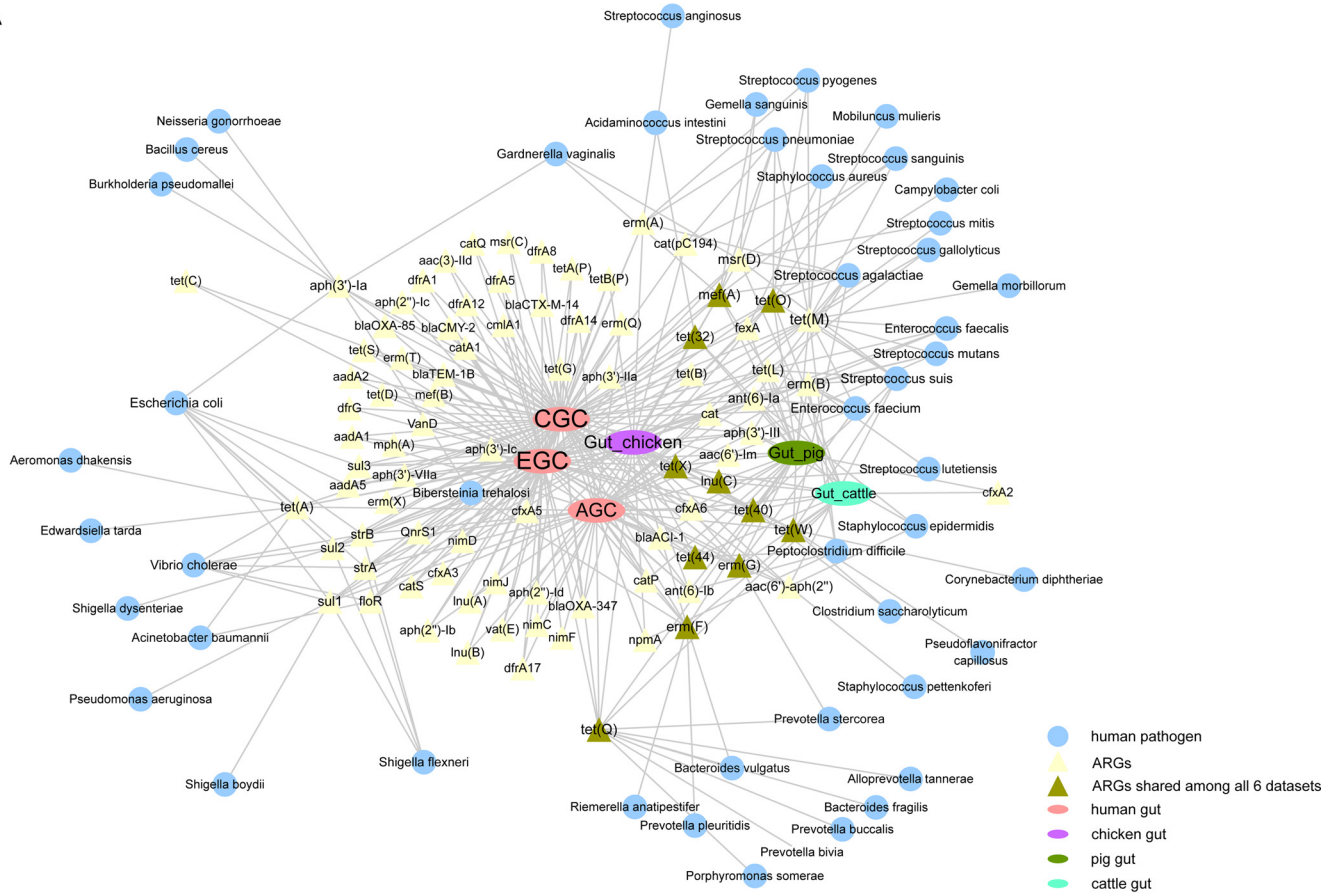 Streptococcus anginosus
Streptococcus pyogenes
Gemella sanguinis
Neisseria gonorrhoeae
Acidaminococcus intestini
Mobiluncus mulieris
Streptococcus pneumoniae
Bacillus cereus
Gardnerella vaginalis
Streptococcus sanguinis
Staphylococcus aureus
Burkholderia pseudomallei
Campylobacter coli
erm(A)
Streptococcus mitis
catQ
msr(C)
dfrA8
cat(pC194)
Streptococcus gallolyticus
aac(3)-IId
msr(D)
tetA(P)
tetB(P)
Streptococcus agalactiae
tet(C)
aph(3')-Ia
dfrA1
dfrA5
Gemella morbillorum
mef(A)
tet(O)
aph(2")-Ic
dfrA12
blaCTX-M-14
tet(M)
blaOXA-85
blaCMY-2
cmlA1
dfrA14
erm(Q)
Enterococcus faecalis
tet(32)
fexA
tet(S)
erm(T)
catA1
Streptococcus mutans
aadA2
blaTEM-1B
tet(G)
aph(3')-IIa
tet(B)
tet(L)
erm(B)
Streptococcus suis
tet(D)
mef(B)
Escherichia coli
dfrG
ant(6)-Ia
Enterococcus faecium
CGC
cat
VanD
aadA1
mph(A)
aph(3')-Ic
Gut_chicken
aph(3')-III
Gut_pig
Aeromonas dhakensis
EGC
aac(6')-Im
sul3
aph(3')-VIIa
tet(X)
Streptococcus lutetiensis
aadA5
Bibersteinia trehalosi
lnu(C)
Gut_cattle
cfxA2
tet(A)
erm(X)
cfxA5
AGC
cfxA6
tet(40)
Edwardsiella tarda
strB
QnrS1
nimD
tet(W)
Staphylococcus epidermidis
sul2
blaACI-1
Peptoclostridium difficile
Vibrio cholerae
strA
tet(44)
erm(G)
cfxA3
nimJ
catP
Corynebacterium diphtheriae
catS
aph(2")-Id
ant(6)-Ib
aac(6')-aph(2")
Shigella dysenteriae
sul1
floR
lnu(A)
blaOXA-347
Clostridium saccharolyticum
Acinetobacter baumannii
aph(2")-Ib
vat(E)
nimC
nimF
npmA
erm(F)
lnu(B)
Pseudoflavonifractor
capillosus
dfrA17
Pseudomonas aeruginosa
Staphylococcus pettenkoferi
Prevotella stercorea
tet(Q)
human pathogen
Shigella flexneri
Bacteroides vulgatus
ARGs
Shigella boydii
Alloprevotella tannerae
ARGs shared among all 6 datasets
Riemerella anatipestifer
Bacteroides fragilis
human gut
Prevotella pleuritidis
Prevotella buccalis
chicken gut
Prevotella bivia
pig gut
Porphyromonas somerae
cattle gut